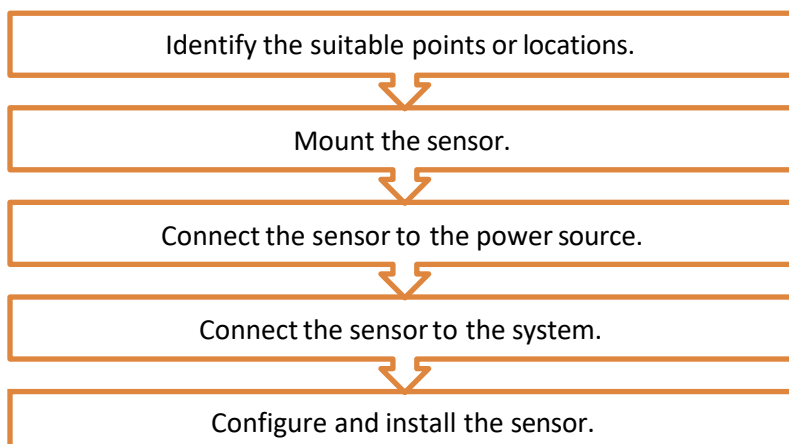 Identify the suitable points or locations.
Mount the sensor.
Connect the sensor to the power source.
Connect the sensor to the system.
Configure and install the sensor.